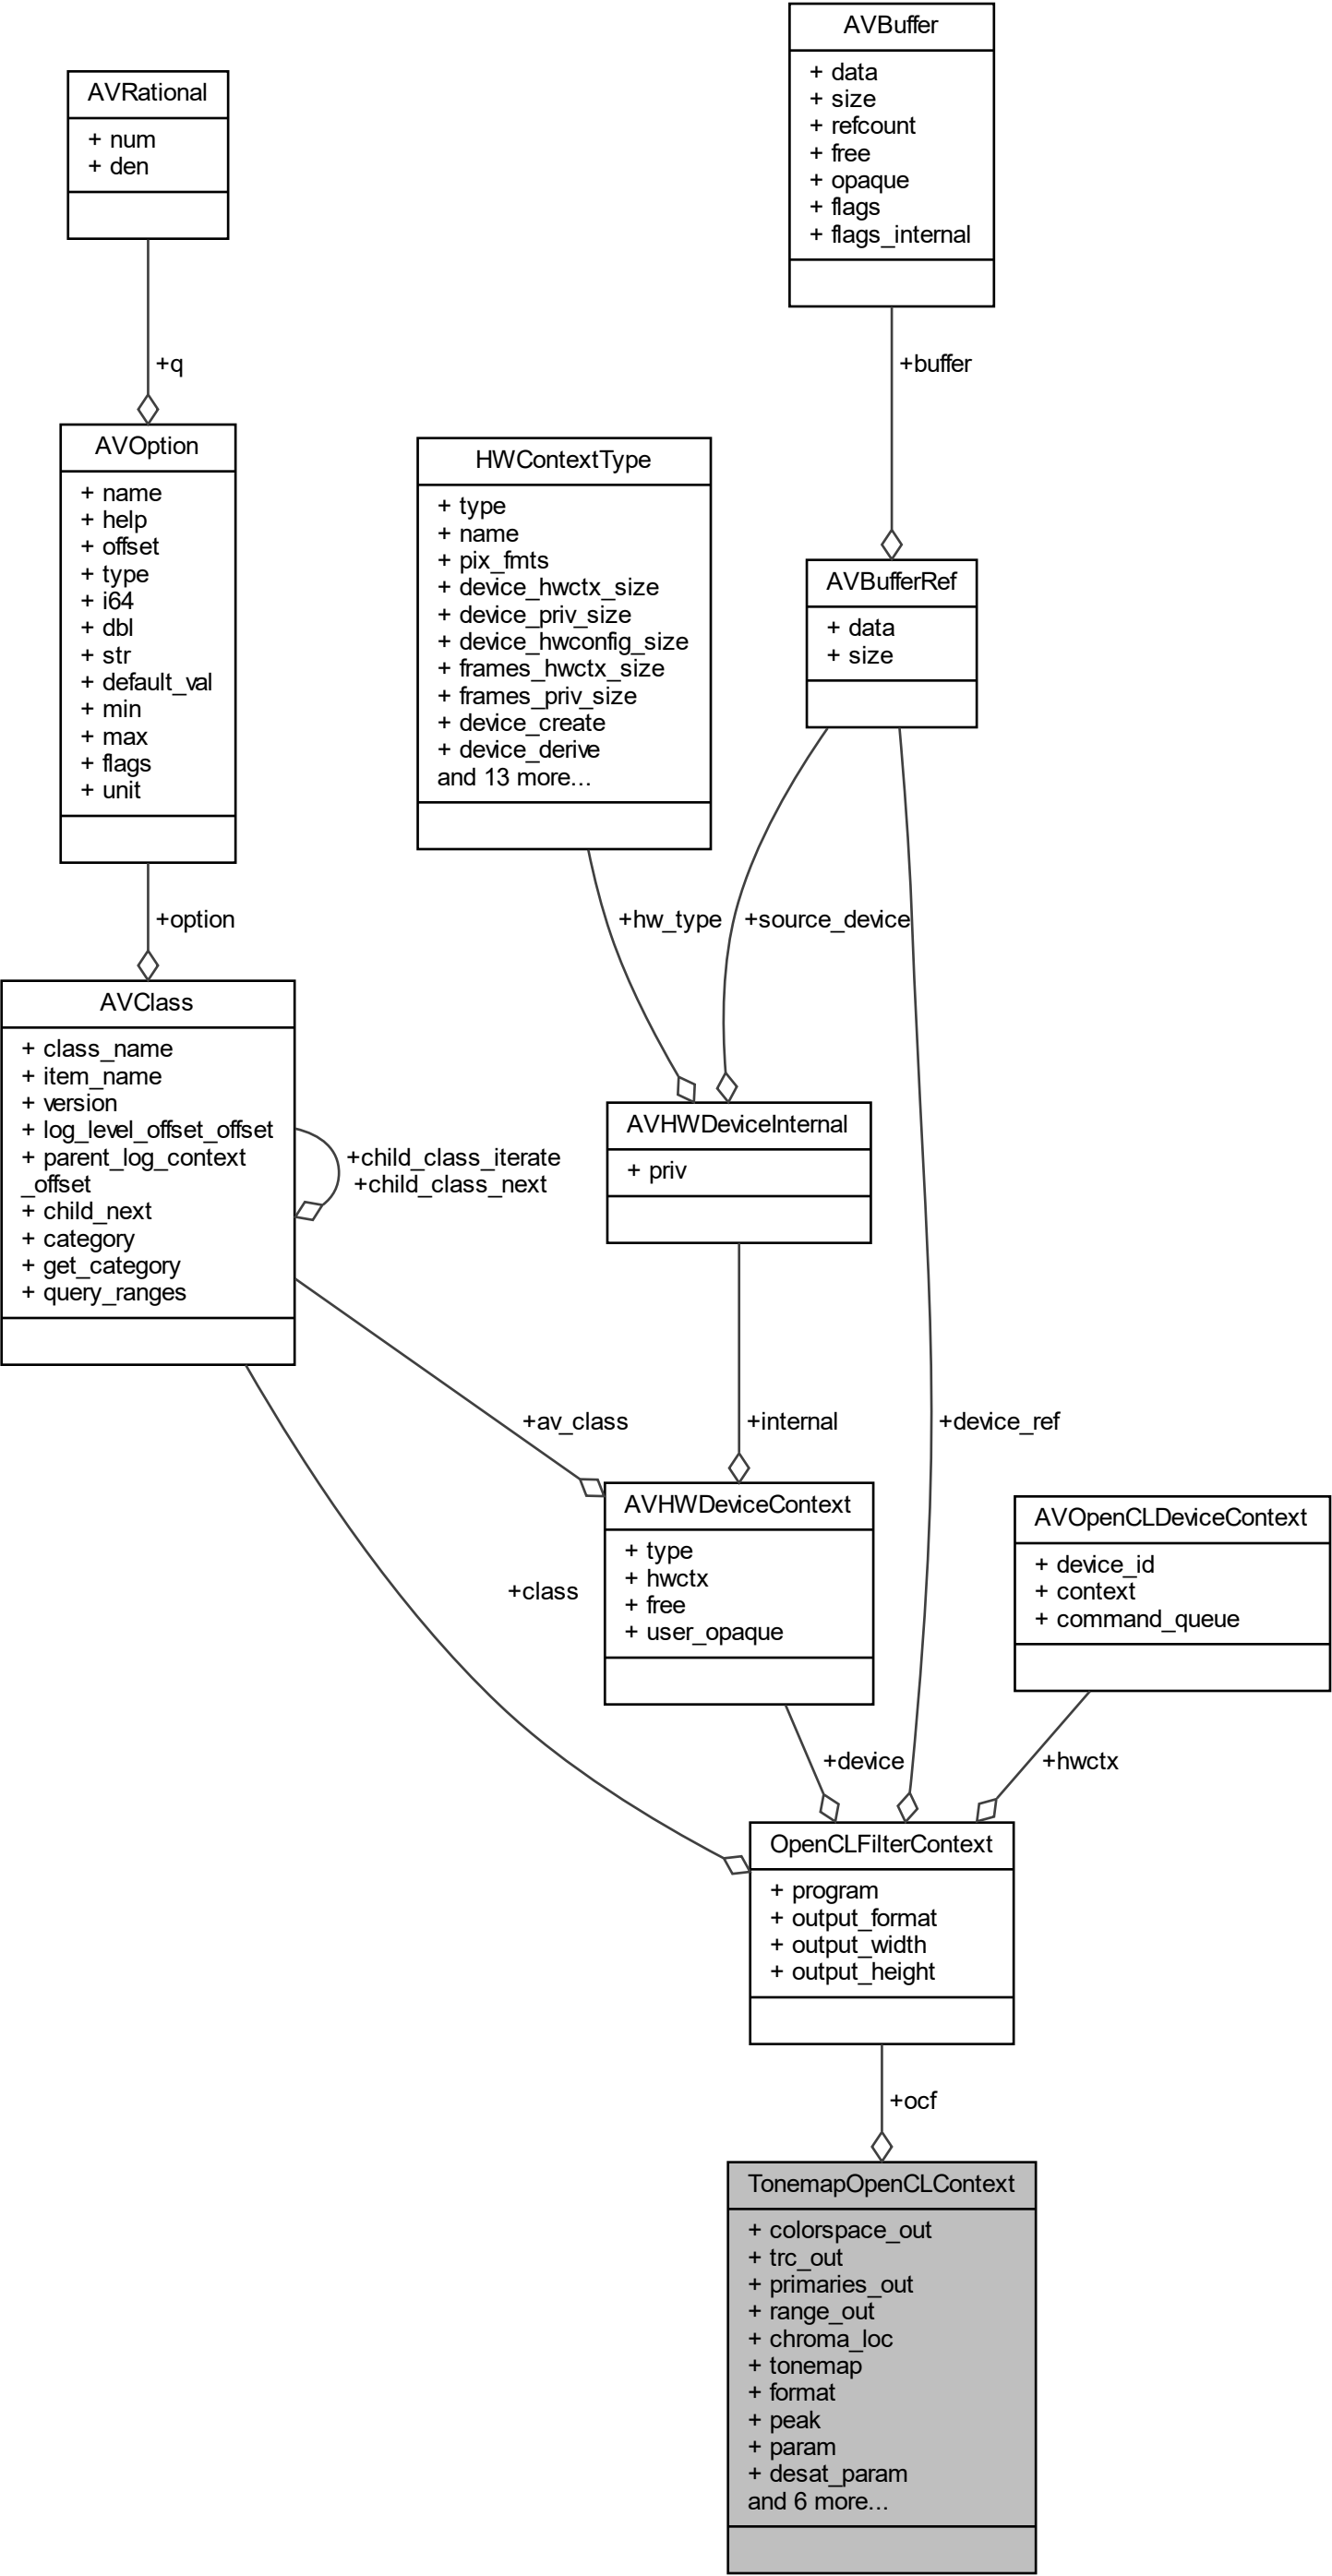 AVBuffer
+ data
+ size
+ refcount
+ free
+ opaque
+ flags
+ flags_internal
AVRational
+ num
+ den
+q
+buffer
AVOption
+ name
+ help
+ offset
+ type
+ i64
+ dbl
+ str
+ default_val
+ min
+ max
+ flags
+ unit
HWContextType
+ type
+ name
+ pix_fmts
+ device_hwctx_size
+ device_priv_size
+ device_hwconfig_size
+ frames_hwctx_size
+ frames_priv_size
+ device_create
+ device_derive
and 13 more...
AVBufferRef
+ data
+ size
+option
+hw_type
+source_device
AVClass
+ class_name
+ item_name
+ version
+ log_level_offset_offset
+ parent_log_context
_offset
+ child_next
+ category
+ get_category
+ query_ranges
+child_class_iterate
+child_class_next
AVHWDeviceInternal
+ priv
+av_class
+internal
+device_ref
AVHWDeviceContext
+ type
+ hwctx
+ free
+ user_opaque
AVOpenCLDeviceContext
+ device_id
+ context
+ command_queue
+class
+device
+hwctx
OpenCLFilterContext
+ program
+ output_format
+ output_width
+ output_height
+ocf
TonemapOpenCLContext
+ colorspace_out
+ trc_out
+ primaries_out
+ range_out
+ chroma_loc
+ tonemap
+ format
+ peak
+ param
+ desat_param
and 6 more...